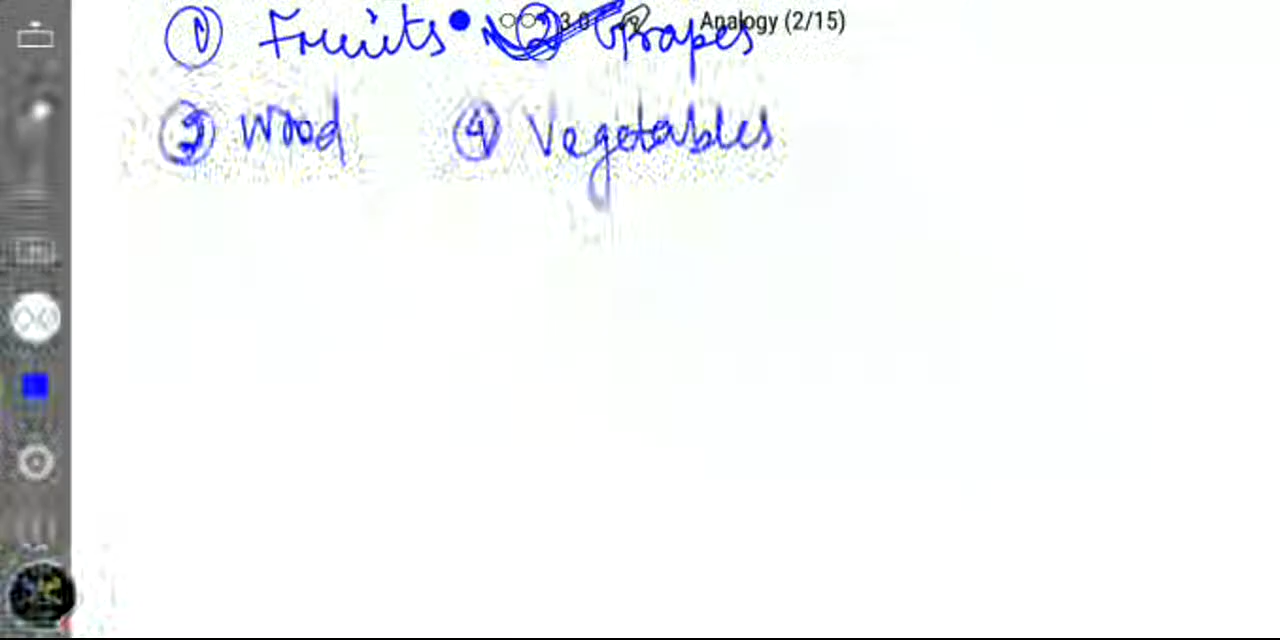 ① Fruits ② Grapes
Analogy (2/15)
③ Wood ④ Vegetables